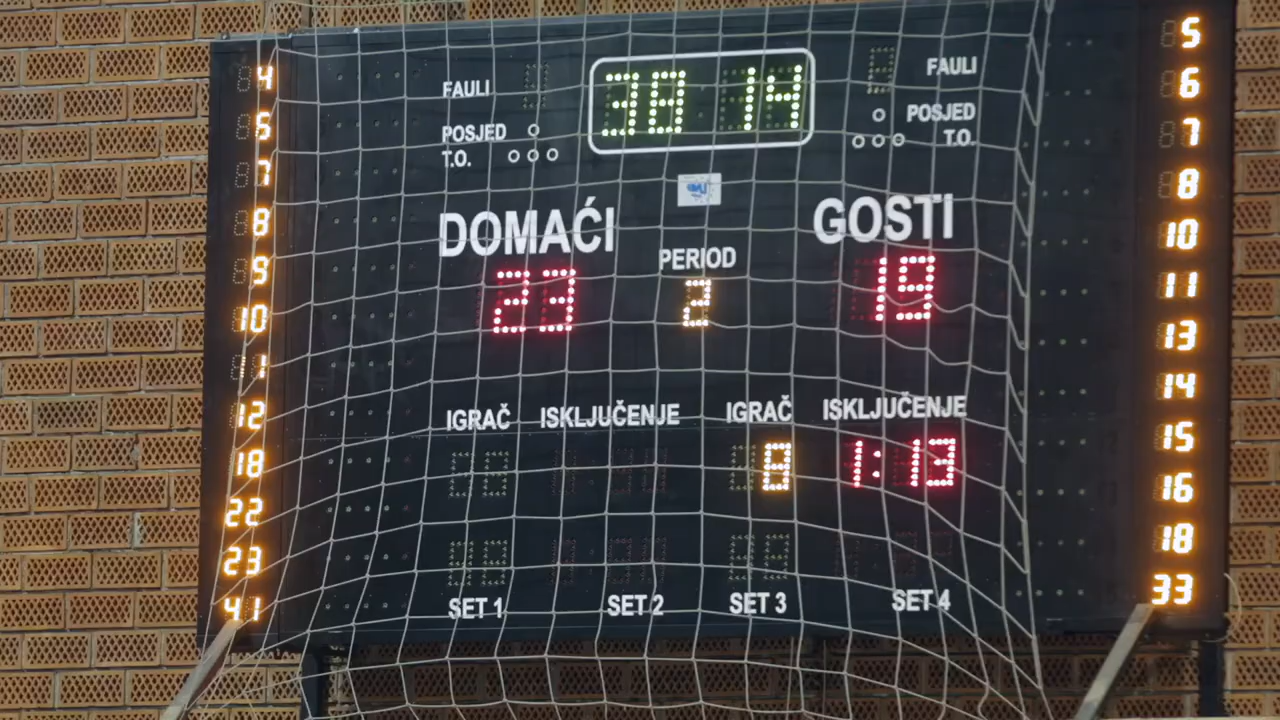 38 14
FAULI
FAULI
POSJED
POSJED
T.O.
T.O.
DOMAĆI
GOSTI
PERIOD
23
2
19
IGRAČ ISKLJUČENJE
IGRAČ ISKLJUČENJE
8 1:13
SET 1
SET 2
SET 3
SET 4
4
6
7
8
9
10
11
12
18
22
23
41
5
6
7
8
10
11
13
14
15
16
18
33